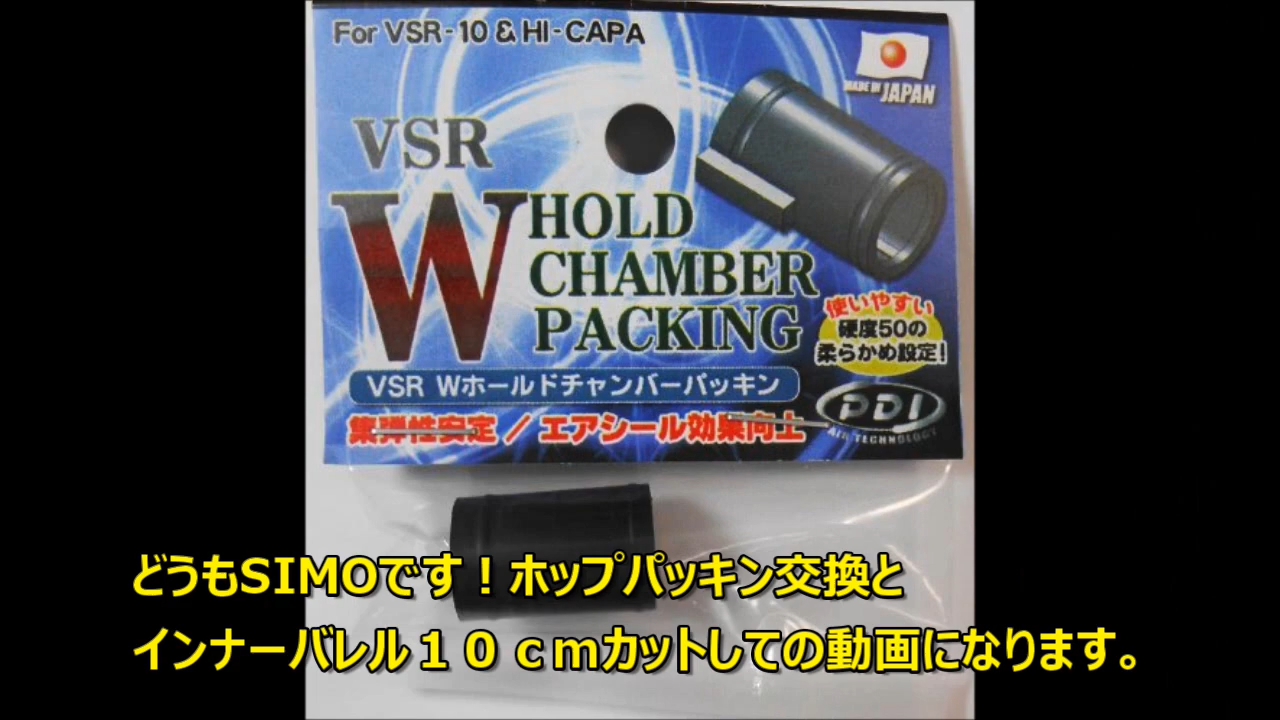 For VSR-10 & HI-CAPA
MADE IN JAPAN
VSR
W HOLD
CHAMBER
PACKING
使いやすい
硬度50の
柔らかめ設定!
VSR Wホールドチャンバーパッキン
PDI
AIR TECHNOLOGY
集弾性安定／エアシール効果向上
どうもSIMOです！ホップパッキン交換と
インナーバレル１０ｃｍカットしての動画になります。